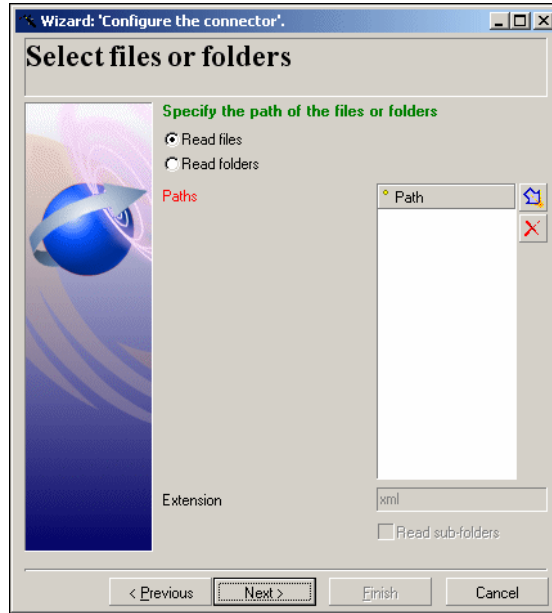 Wizard: 'Configure the connector'.
Select files or folders
Specify the path of the files or folders
Read files
Read folders
Paths
Path
Extension
xml
Read sub-folders
< Previous
Next >
Finish
Cancel